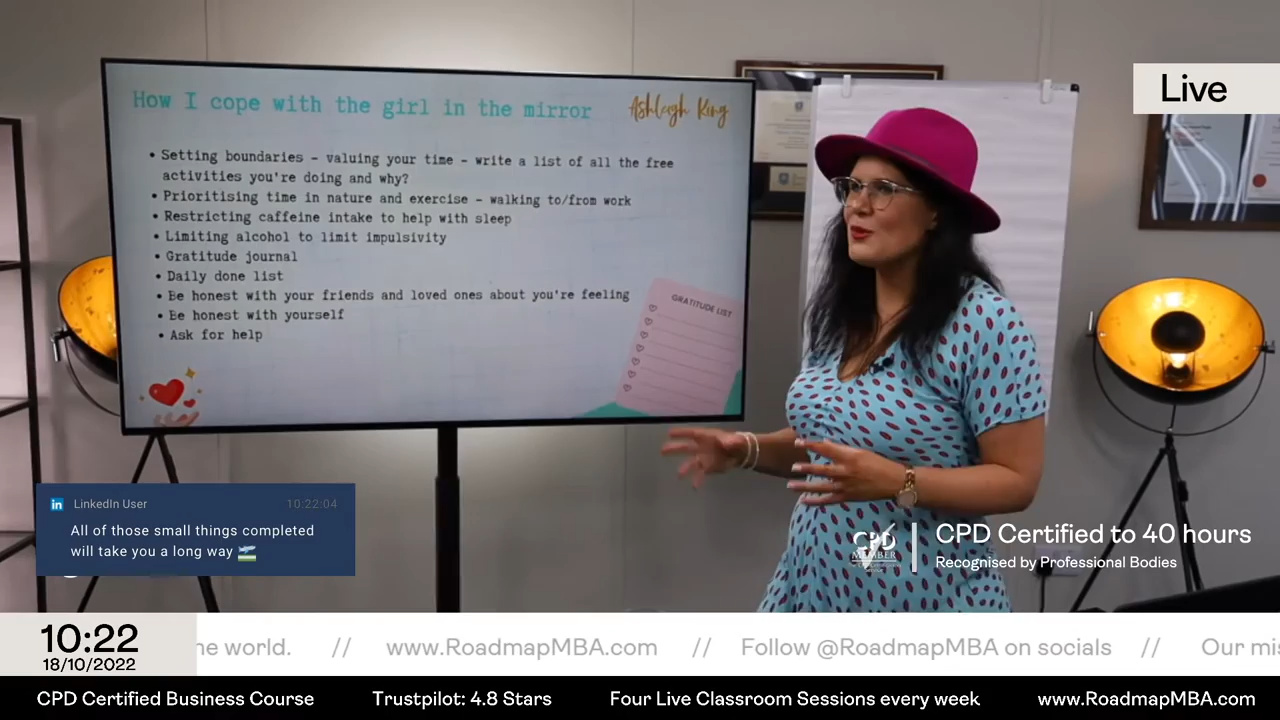 How I cope with the girl in the mirror
Ashleigh King
• Setting boundaries - valuing your time - write a list of all the free
activities you're doing and why?
• Prioritising time in nature and exercise - walking to/from work
• Restricting caffeine intake to help with sleep
• Limiting alcohol to limit impulsivity
• Gratitude journal
• Daily done list
• Be honest with your friends and loved ones about you're feeling
• Be honest with yourself
• Ask for help
GRATITUDE LIST
Live
in LinkedIn User 10:22:04
All of those small things completed
will take you a long way
CPD
MEMBER
CPD Certified to 40 hours
Recognised by Professional Bodies
10:22
18/10/2022
he world. // www.RoadmapMBA.com // Follow @RoadmapMBA on socials // Our mis
CPD Certified Business Course Trustpilot: 4.8 Stars Four Live Classroom Sessions every week www.RoadmapMBA.com